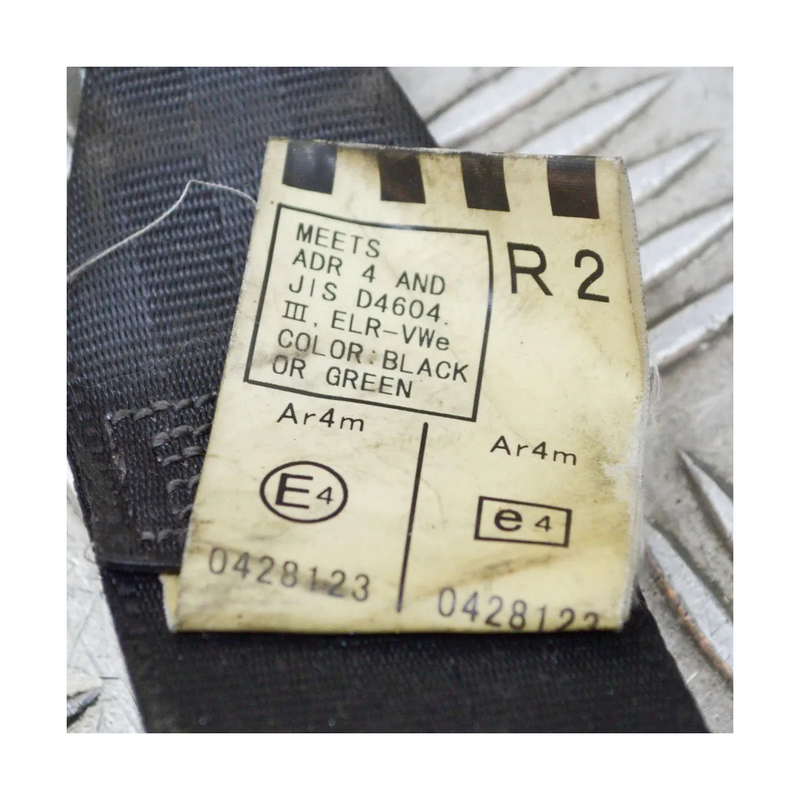 MEETS
ADR 4 AND
JIS D4604.
III, ELR-VWe
COLOR:BLACK
OR GREEN
R2
Ar4m
E4
0428123
Ar4m
e4
0428123